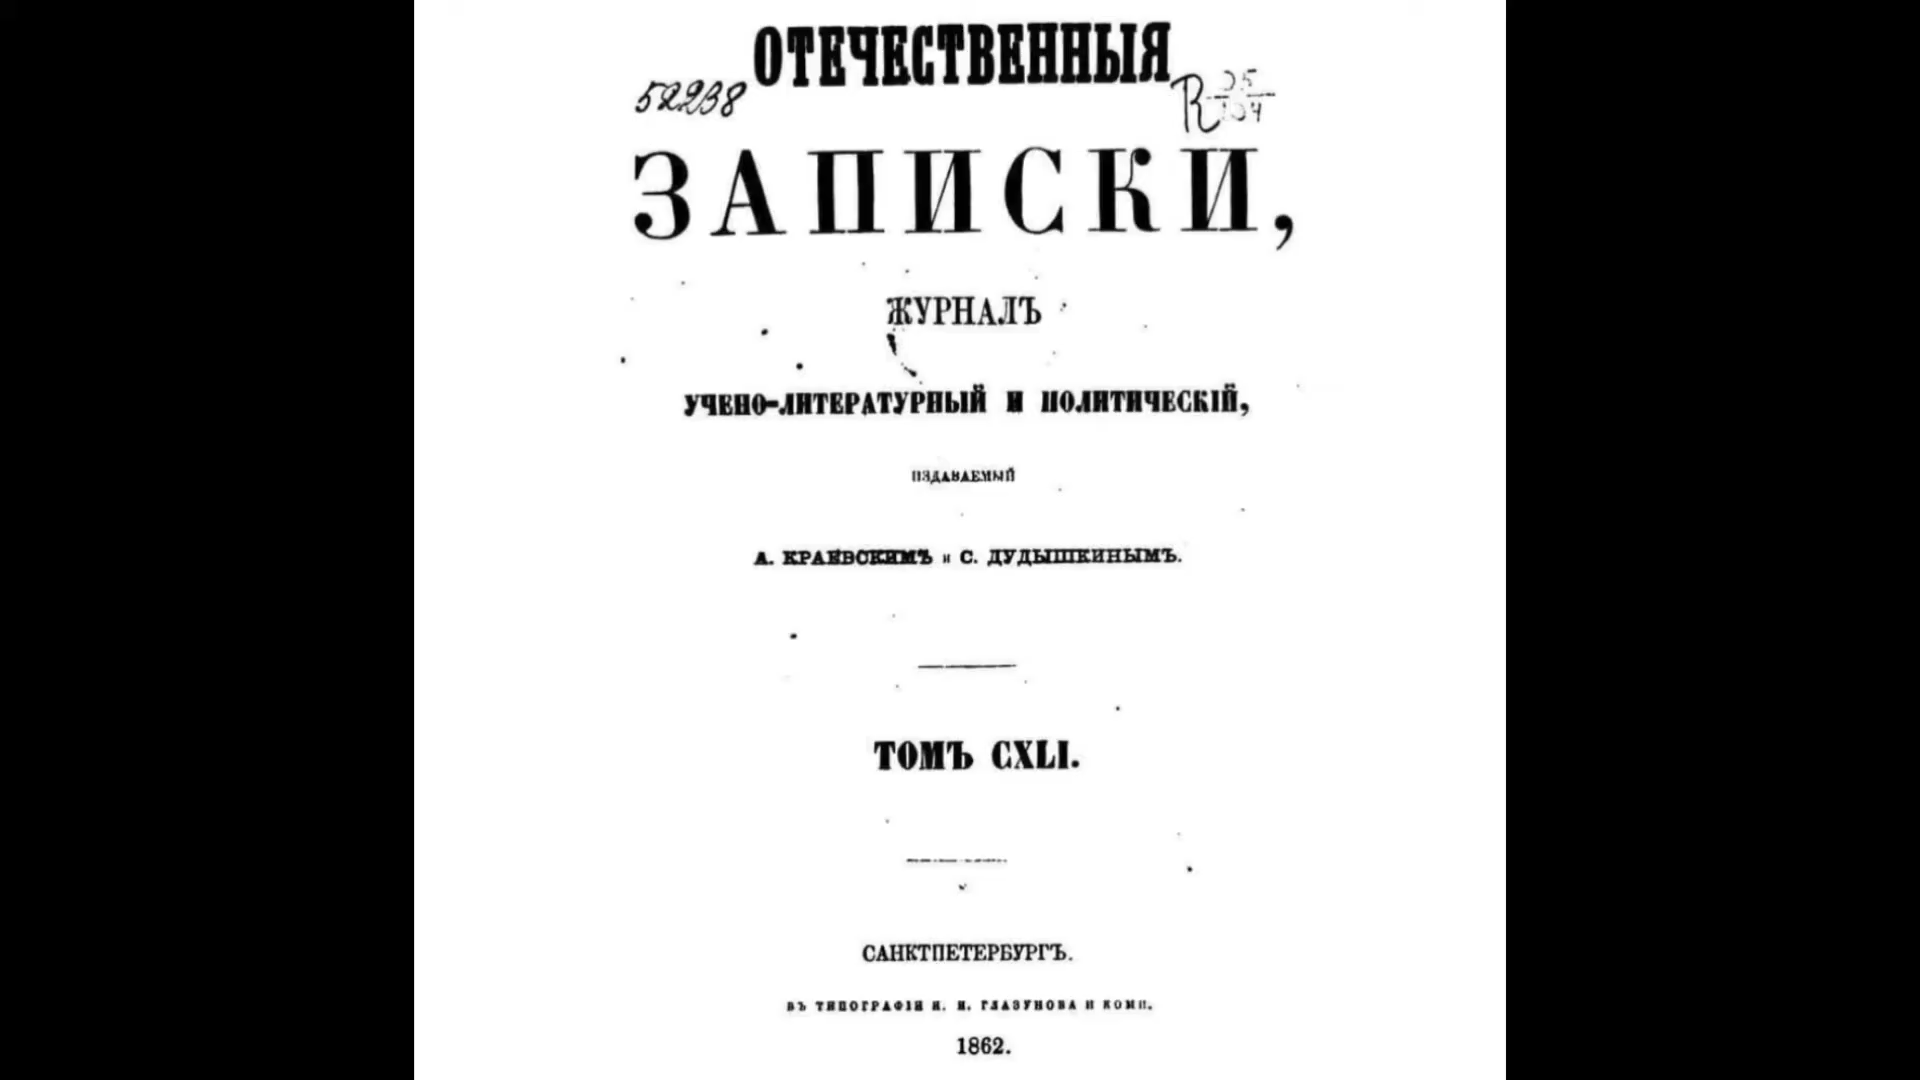 ОТЕЧЕСТВЕННЫЯ
52238
ЗАПИСКИ,
ЖУРНАЛЪ
УЧЕНО-ЛИТЕРАТУРНЫЙ И ПОЛИТИЧЕСКІЙ,
ИЗДАВАЕМЫЙ
А. КРАЕВСКИМЪ и С. ДУДЫШКИНЫМЪ.
ТОМЪ CXLI.
САНКТПЕТЕРБУРГЪ.
ВЪ ТИПОГРАФІИ И. И. ГЛАЗУНОВА И КОМП.
1862.